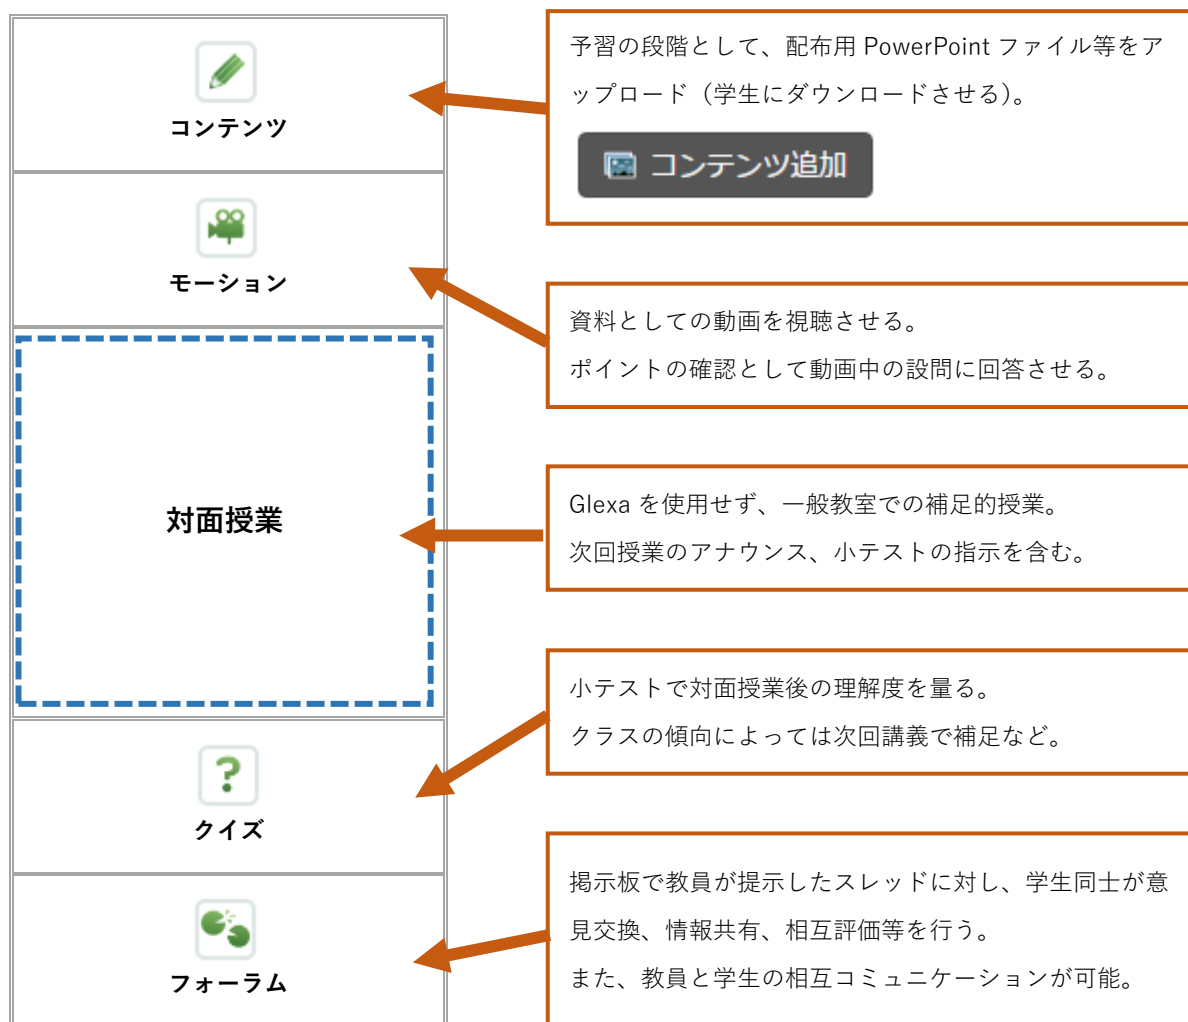 コンテンツ
予習の段階として、配布用 PowerPoint ファイル等をア
ップロード（学生にダウンロードさせる）。
コンテンツ追加
モーション
資料としての動画を視聴させる。
ポイントの確認として動画中の設問に回答させる。
対面授業
Glexa を使用せず、一般教室での補足的授業。
次回授業のアナウンス、小テストの指示を含む。
?
クイズ
小テストで対面授業後の理解度を量る。
クラスの傾向によっては次回講義で補足など。
フォーラム
掲示板で教員が提示したスレッドに対し、学生同士が意
見交換、情報共有、相互評価等を行う。
また、教員と学生の相互コミュニケーションが可能。